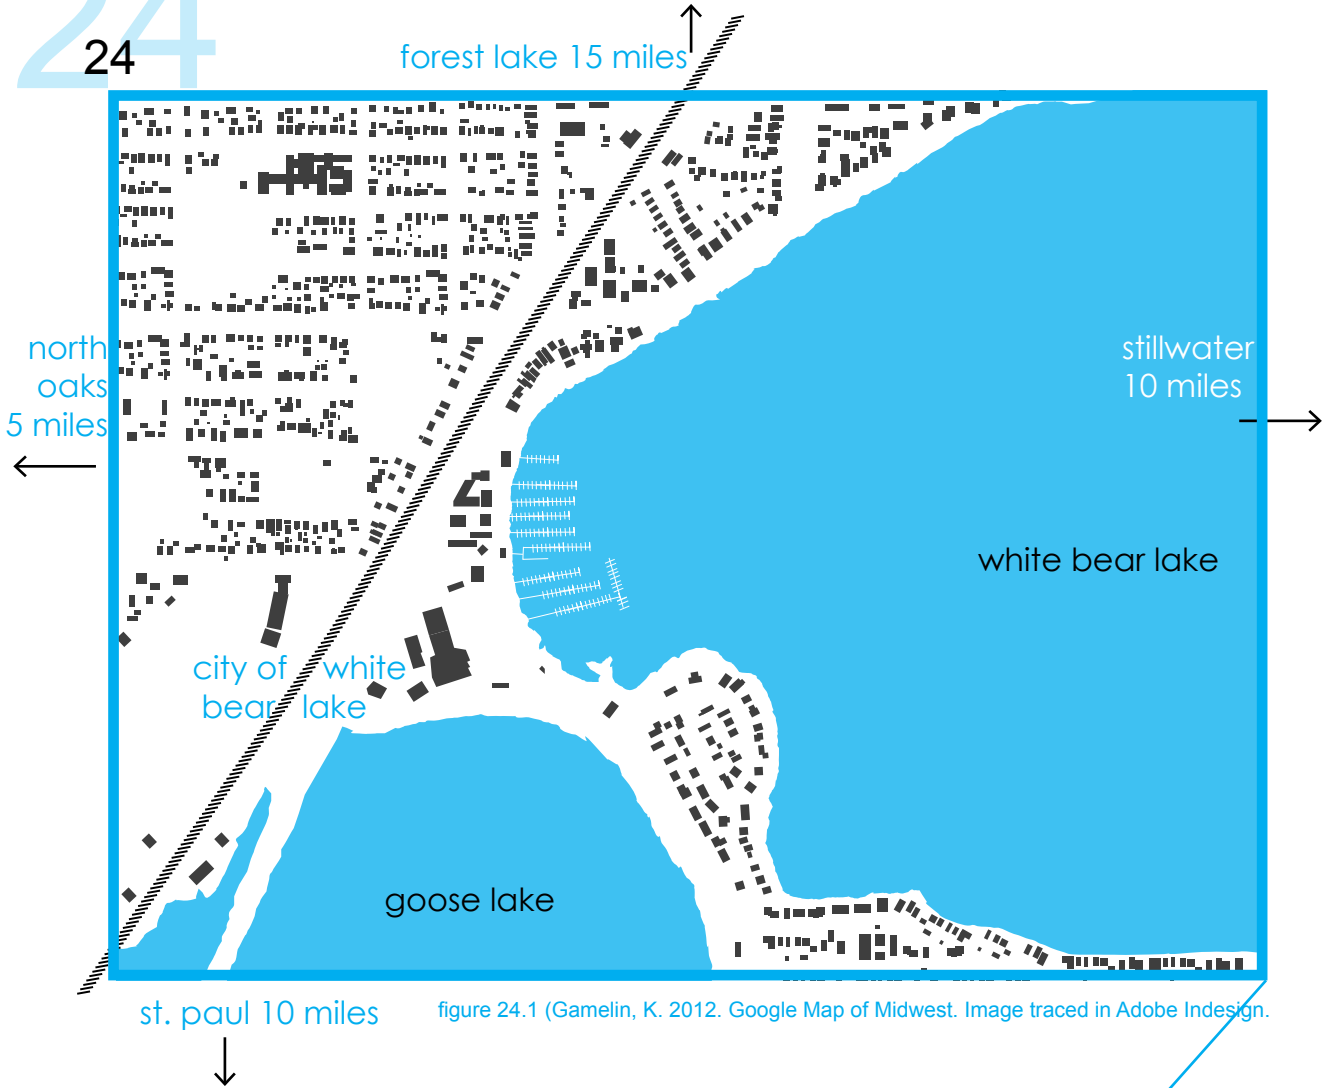 24
24
forest lake 15 miles
north
oaks
5 miles
stillwater
10 miles
white bear lake
city of white
bear lake
goose lake
st. paul 10 miles
figure 24.1 (Gamelin, K. 2012. Google Map of Midwest. Image traced in Adobe Indesign.